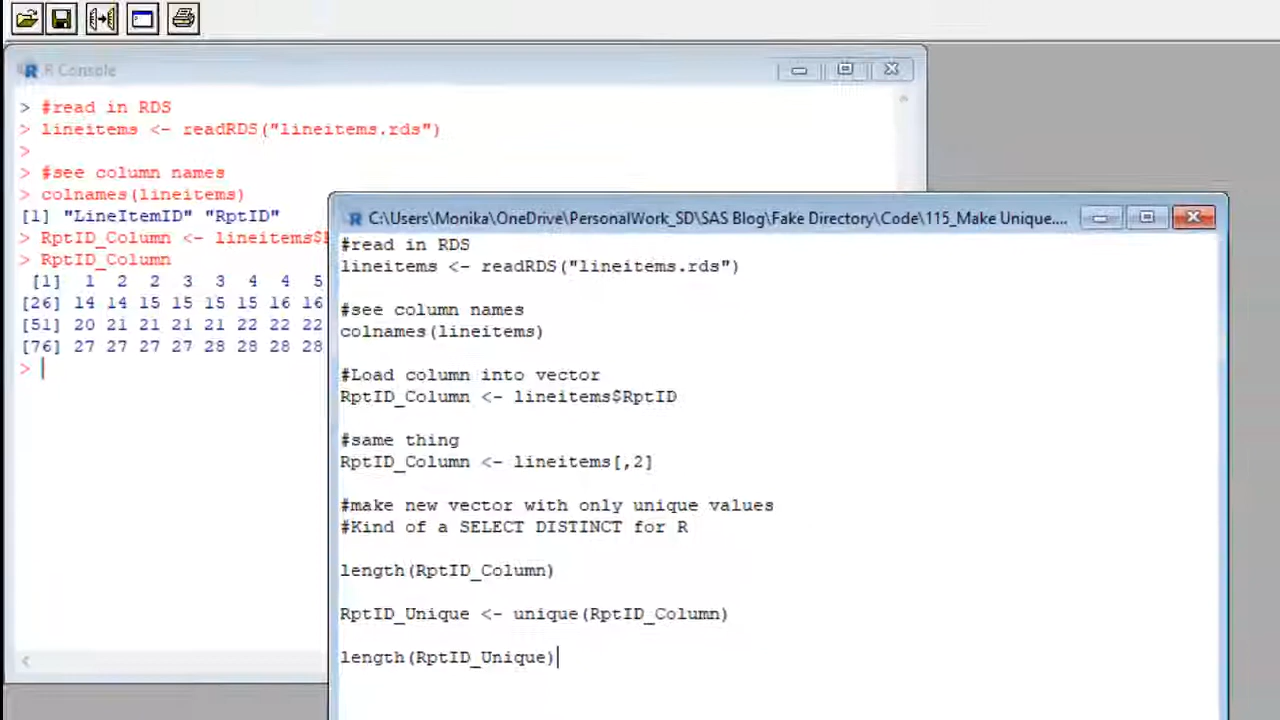 R Console
> #read in RDS
> lineitems <- readRDS("lineitems.rds")
>
> #see column names
> colnames(lineitems)
[1] "LineItemID" "RptID"
> RptID_Column <- lineitems$
> RptID_Column
[1] 1 2 2 3 3 4 4 5
[26] 14 14 15 15 15 15 16 16
[51] 20 21 21 21 21 22 22 22
[76] 27 27 27 27 28 28 28 28
>
C:\Users\Monika\OneDrive\PersonalWork_SD\SAS Blog\Fake Directory\Code\115_Make Unique....
#read in RDS
lineitems <- readRDS("lineitems.rds")
#see column names
colnames(lineitems)
#Load column into vector
RptID_Column <- lineitems$RptID
#same thing
RptID_Column <- lineitems[,2]
#make new vector with only unique values
#Kind of a SELECT DISTINCT for R
length(RptID_Column)
RptID_Unique <- unique(RptID_Column)
length(RptID_Unique)